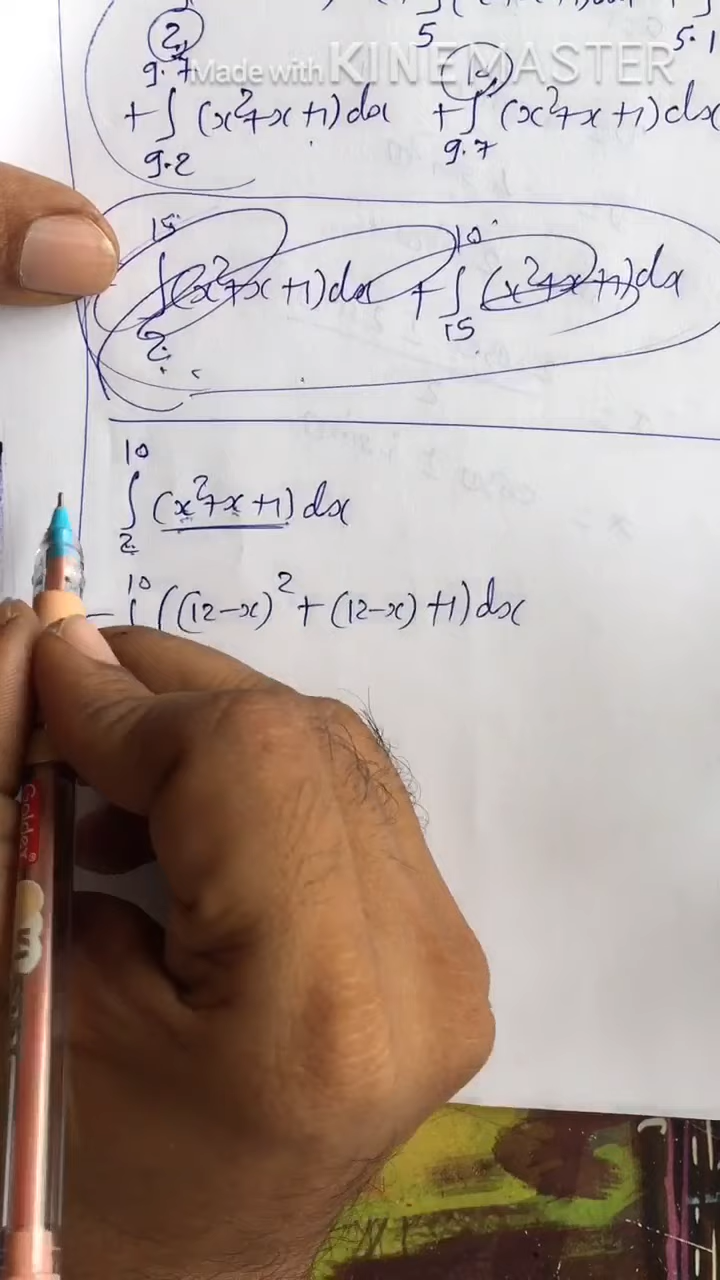 5 5.1
2
9.7 Made with KINEMASTER 10
+∫ (x²+x+1)dx +∫ (x²+x+1)dx
9.2 9.7
15 10
∫(x²+x+1)dx + ∫(x²+x+1)dx
2 15
10
∫ (x²+x+1)dx
2
10
= ∫ ((12-x)²+(12-x)+1)dx
Goldex